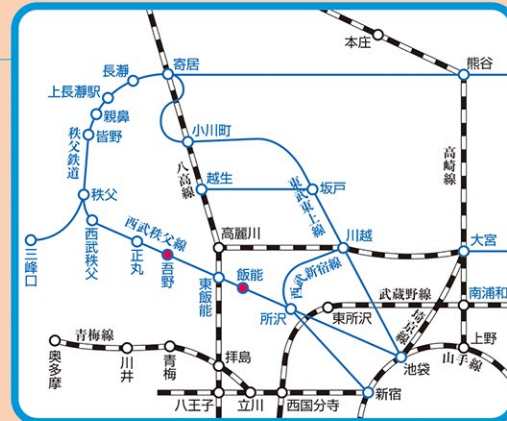 本庄
熊谷
長瀞
寄居
上長瀞駅
親鼻
皆野
秩父鉄道
小川町
八高線
越生
坂戸
東武東上線
高崎線
秩父
西武秩父線
西武秩父
正丸
吾野
三峰口
高麗川
川越
大宮
西武新宿線
東飯能
飯能
所沢
東所沢
武蔵野線
埼京線
南浦和
上野
山手線
池袋
青梅線
奥多摩
川井
青梅
拝島
八王子
立川
西国分寺
新宿